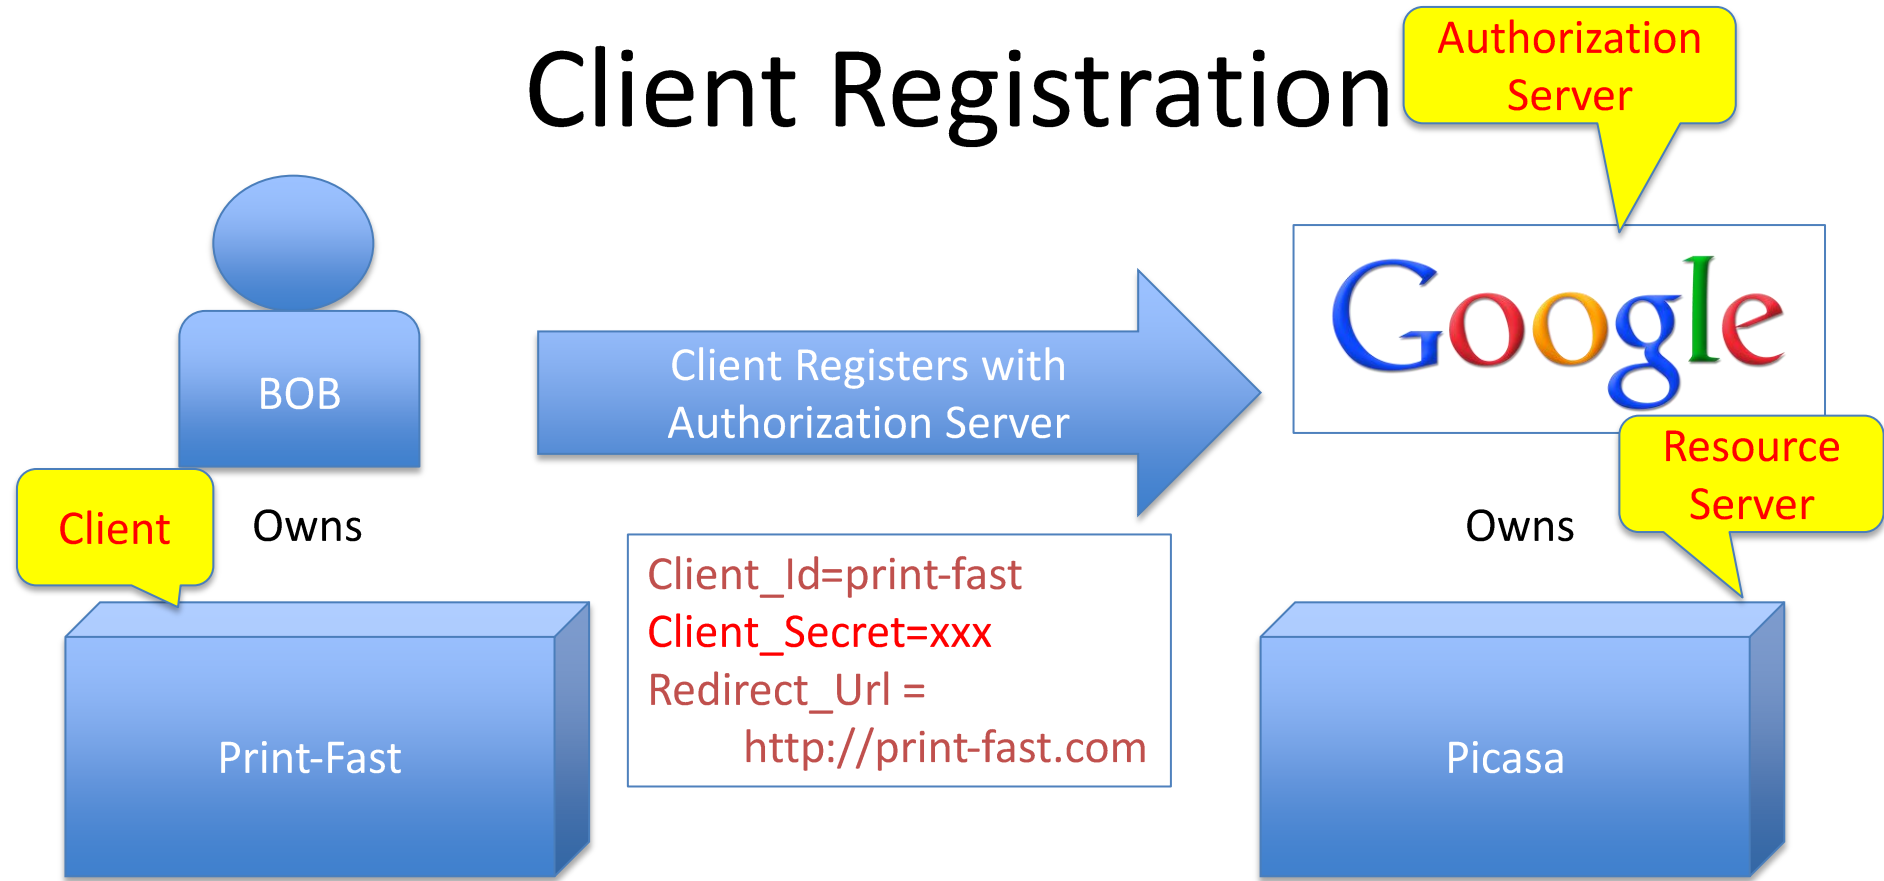 Client Registration
Authorization
Server
BOB
Client Registers with
Authorization Server
Google
Client
Owns
Resource
Server
Owns
Client_Id=print-fast
Client_Secret=xxx
Redirect_Url =
http://print-fast.com
Print-Fast
Picasa